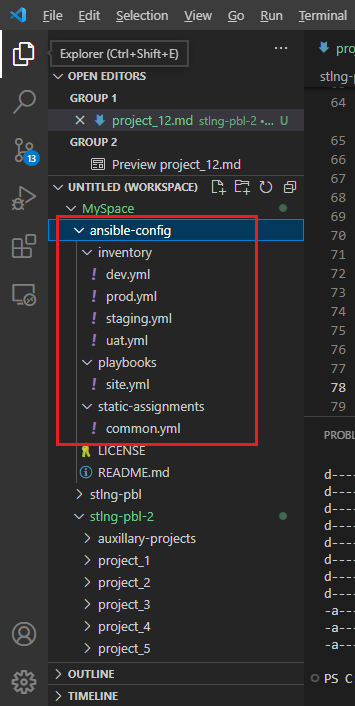 File Edit Selection View Go Run Terminal
Explorer (Ctrl+Shift+E)
OPEN EDITORS
GROUP 1
project_12.md stlng-pbl-2 •... U
GROUP 2
Preview project_12.md
UNTITLED (WORKSPACE)
MySpace
ansible-config
inventory
! dev.yml
! prod.yml
! staging.yml
! uat.yml
playbooks
! site.yml
static-assignments
! common.yml
LICENSE
README.md
stlng-pbl
stlng-pbl-2
auxillary-projects
project_1
project_2
project_3
project_4
project_5
OUTLINE
TIMELINE
13
pro
stlng-p
64
65
66
67
68
69
70
71
72
73
74
75
76
77
78
79
PROBL
d----
d----
d----
d----
d----
d----
-a---
-a---
-a---
PS C